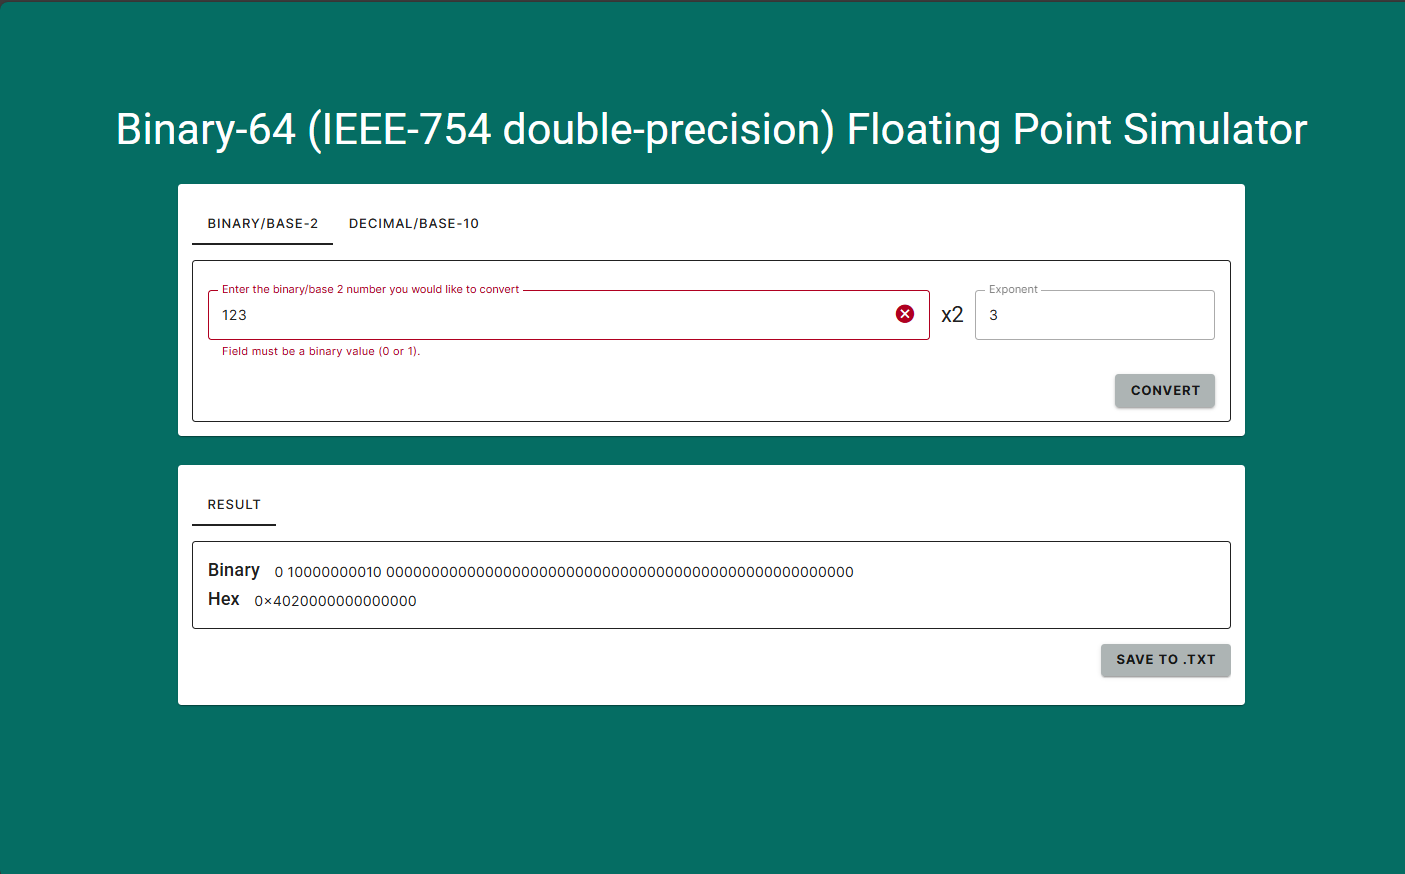 Binary-64 (IEEE-754 double-precision) Floating Point Simulator
BINARY/BASE-2 DECIMAL/BASE-10
Enter the binary/base 2 number you would like to convert
123
x2
Exponent
3
Field must be a binary value (0 or 1).
CONVERT
RESULT
Binary 0 10000000010 0000000000000000000000000000000000000000000000000000
Hex 0×4020000000000000
SAVE TO .TXT